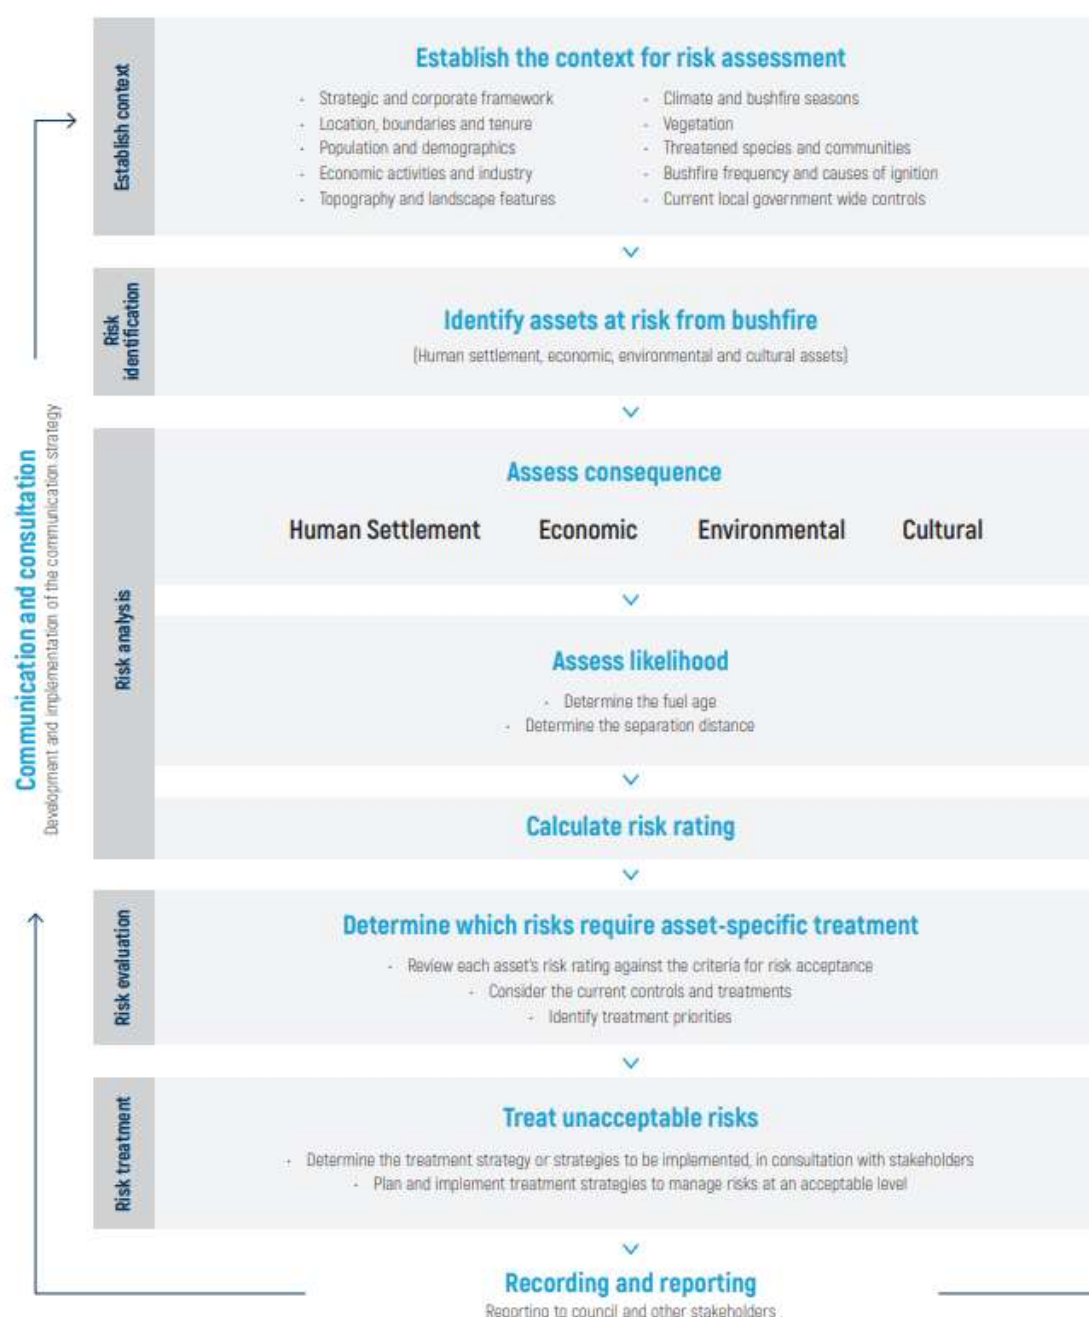 Establish context
Establish the context for risk assessment
- Strategic and corporate framework
- Location, boundaries and tenure
- Population and demographics
- Economic activities and industry
- Topography and landscape features
- Climate and bushfire seasons
- Vegetation
- Threatened species and communities
- Bushfire frequency and causes of ignition
- Current local government wide controls
Risk
identification
Identify assets at risk from bushfire
(Human settlement, economic, environmental and cultural assets)
Communication and consultation
Development and implementation of the communication strategy
Risk analysis
Assess consequence
Human Settlement Economic Environmental Cultural
Assess likelihood
- Determine the fuel age
- Determine the separation distance
Calculate risk rating
Risk evaluation
Determine which risks require asset-specific treatment
- Review each asset's risk rating against the criteria for risk acceptance
- Consider the current controls and treatments
- Identify treatment priorities
Risk treatment
Treat unacceptable risks
- Determine the treatment strategy or strategies to be implemented, in consultation with stakeholders
- Plan and implement treatment strategies to manage risks at an acceptable level
Recording and reporting
Reporting to council and other stakeholders